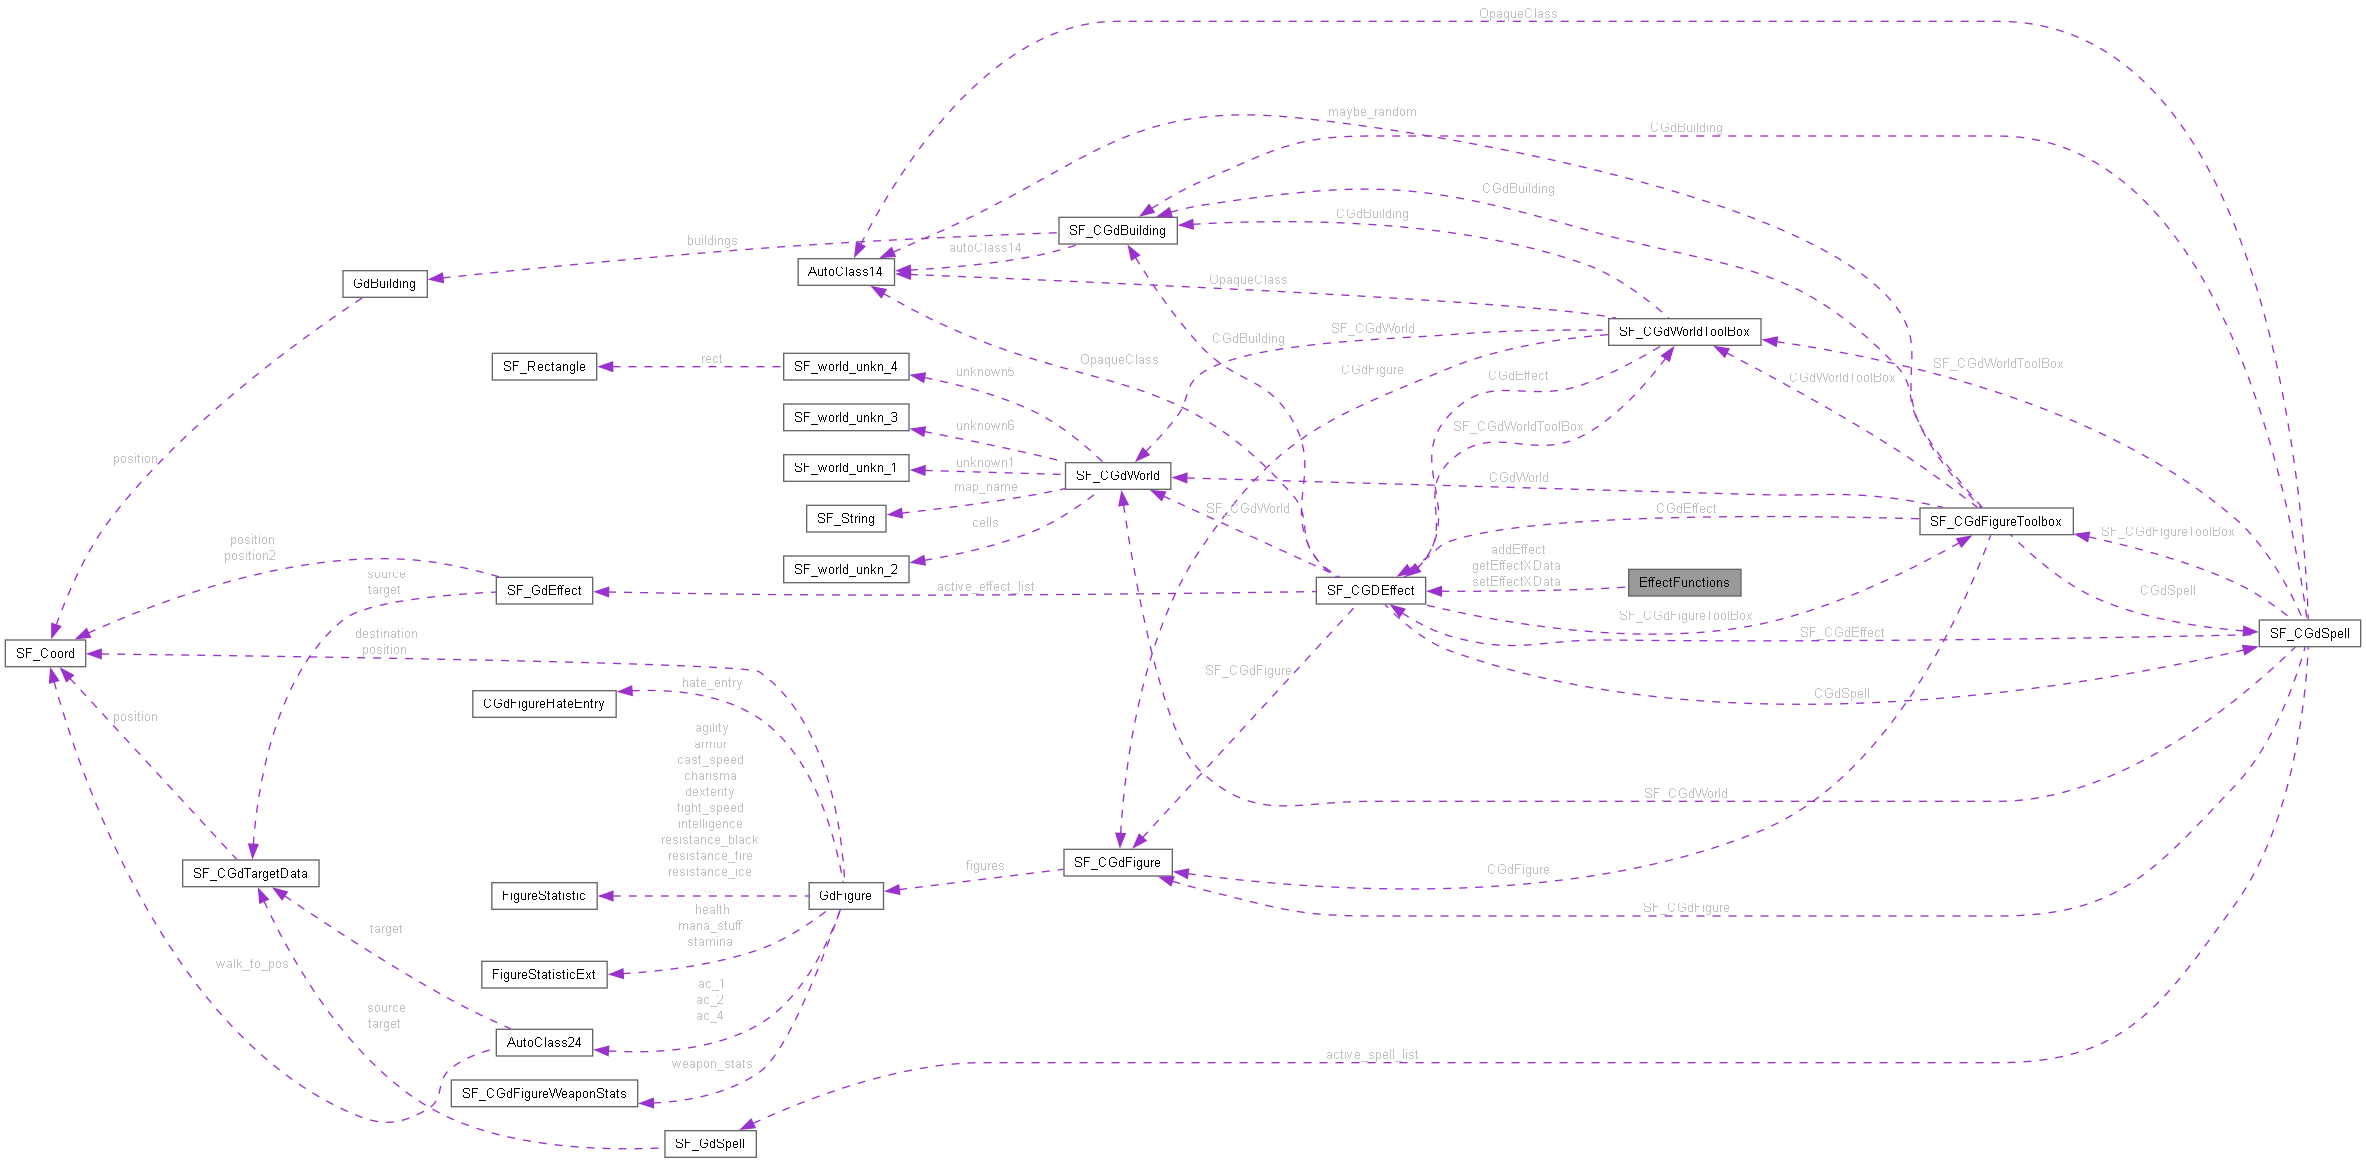 OpaqueClass
maybe_random
CGdBuilding
CGdBuilding
CGdBuilding
SF_CGdBuilding
buildings
autoClass14
AutoClass14
GdBuilding
OpaqueClass
SF_CGdWorldToolBox
SF_CGdWorld
CGdBuilding
OpaqueClass
rect
SF_Rectangle
SF_world_unkn_4
unknown5
CGdFigure
CGdEffect
CGdWorldToolBox
SF_CGdWorldToolBox
SF_world_unkn_3
unknown6
SF_CGdWorldToolBox
position
SF_world_unkn_1
unknown1
SF_CGdWorld
CGdWorld
map_name
SF_String
SF_CGdWorld
CGdEffect
SF_CGdFigureToolbox
cells
SF_CGdFigureToolBox
position
position2
SF_world_unkn_2
addEffect
getEffectXData
setEffectXData
EffectFunctions
source
target
SF_GdEffect
active_effect_list
SF_CGDEffect
CGdSpell
SF_CGdFigureToolBox
SF_CGdEffect
SF_CGdSpell
destination
position
SF_Coord
SF_CGdFigure
hate_entry
CGdFigureHateEntry
CGdSpell
position
agility
armor
cast_speed
charisma
dexterity
fight_speed
intelligence
resistance_black
resistance_fire
resistance_ice
...
SF_CGdWorld
SF_CGdTargetData
figures
SF_CGdFigure
CGdFigure
FigureStatistic
GdFigure
SF_CGdFigure
health
mana_stuff
stamina
target
walk_to_pos
FigureStatisticExt
ac_1
ac_2
ac_4
source
target
AutoClass24
active_spell_list
weapon_stats
SF_CGdFigureWeaponStats
SF_GdSpell